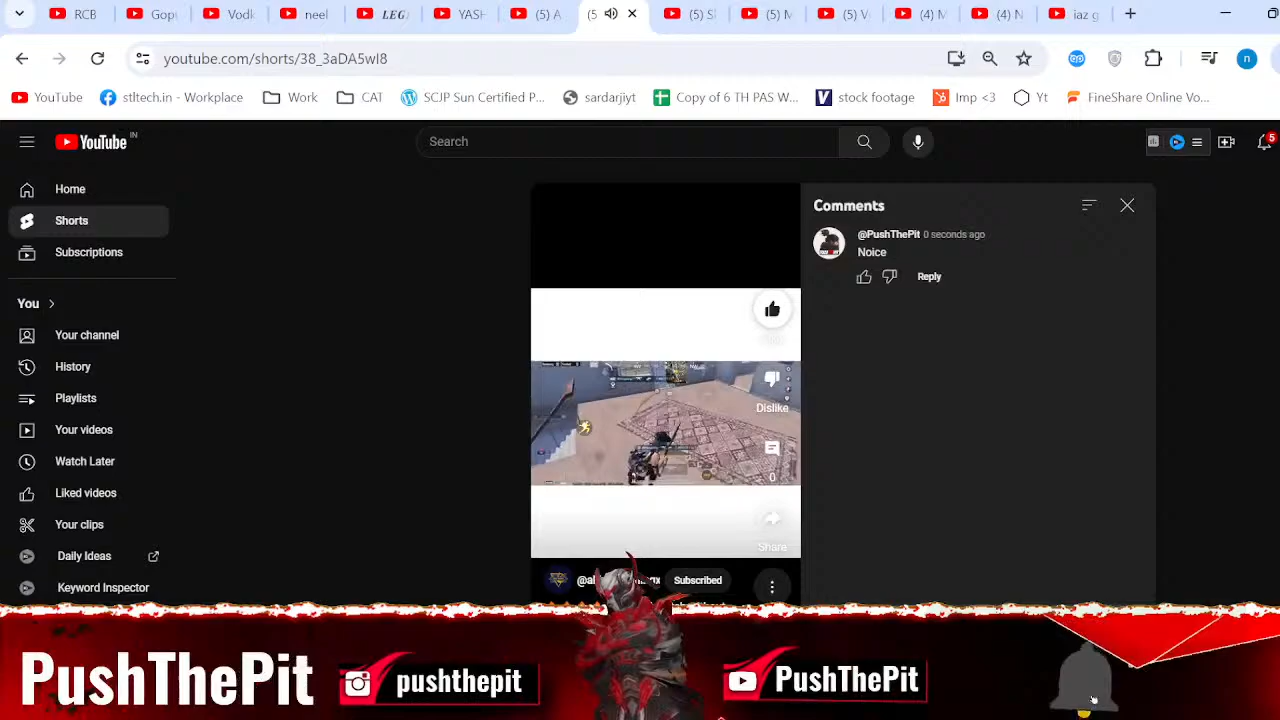 RCB
Gop
Vodk
neel
LEGA
YASH
(5) A
(5
(5) SI
(5) M
(5) V
(4) M
(4) N
iaz g
youtube.com/shorts/38_3aDA5wI8
YouTube
stltech.in - Workplace
Work
CAT
SCJP Sun Certified P...
sardarjiyt
Copy of 6 TH PAS W...
stock footage
Imp <3
Yt
FineShare Online Vo...
n
YouTube IN
Search
5
Home
Shorts
Subscriptions
You
Your channel
History
Playlists
Your videos
Watch Later
Liked videos
Your clips
Daily Ideas
Keyword Inspector
Dislike
0
Share
Subscribed
Comments
@PushThePit 0 seconds ago
Noice
Reply
PushThePit
pushthepit
PushThePit